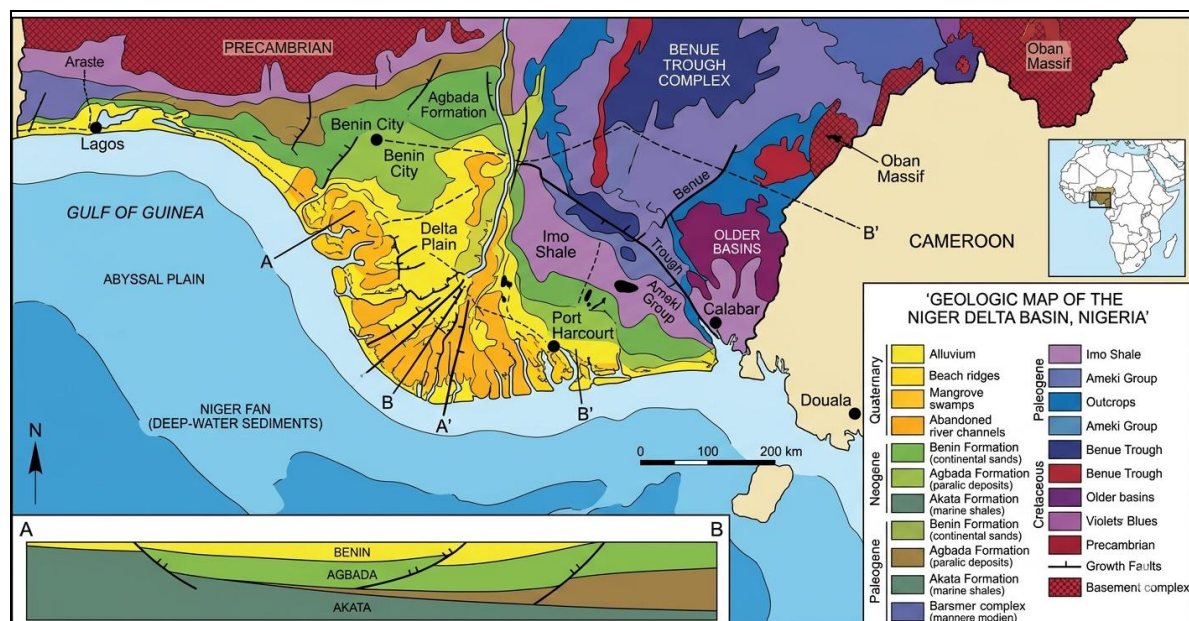 PRECAMBRIAN
Araste
Lagos
Benin City
Benin
City
Agbada
Formation
BENUE
TROUGH
COMPLEX
Oban
Massif
Oban
Massif
GULF OF GUINEA
ABYSSAL PLAIN
A
Delta
Plain
Imo
Shale
Benue
Trough
Ameki
Group
OLDER
BASINS
B'
CAMEROON
Calabar
Port
Harcourt
Douala
B
A'
B'
NIGER FAN
(DEEP-WATER SEDIMENTS)
N
0 100 200 km
A
B
BENIN
AGBADA
AKATA
'GEOLOGIC MAP OF THE
NIGER DELTA BASIN, NIGERIA'
Quaternary
Alluvium
Beach ridges
Mangrove
swamps
Abandoned
river channels
Neogene
Benin Formation
(continental sands)
Agbada Formation
(paralic deposits)
Akata Formation
(marine shales)
Paleogene
Benin Formation
(continental sands)
Agbada Formation
(paralic deposits)
Akata Formation
(marine shales)
Barsmer complex
(mannere modien)
Paleogene
Imo Shale
Ameki Group
Outcrops
Ameki Group
Cretaceous
Benue Trough
Benue Trough
Older basins
Violets Blues
Precambrian
Growth Faults
Basement complex